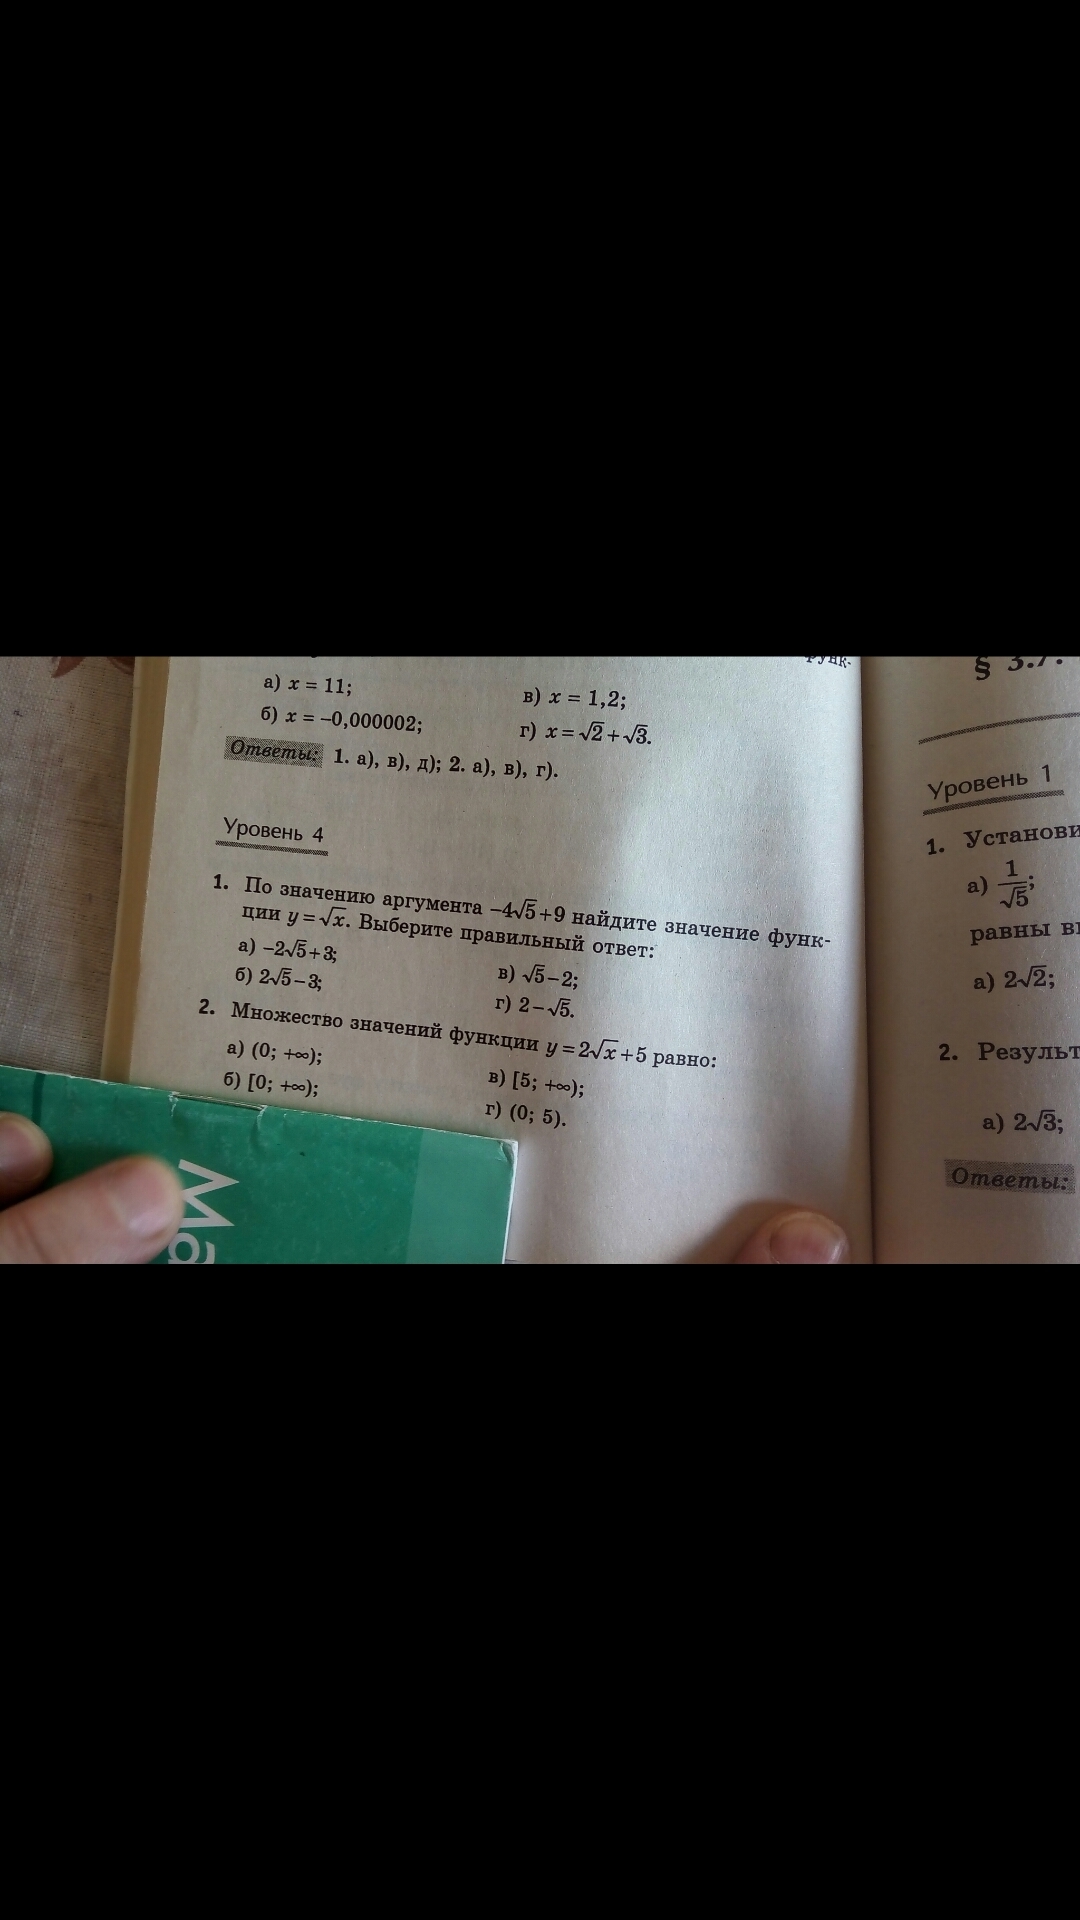 функ-
а) x = 11;
в) x = 1,2;
б) x = −0,000002;
г) x = √2 + √3.
Ответы: 1. а), в), д); 2. а), в), г).
Уровень 4
1. По значению аргумента −4√5+9 найдите значение функ-
ции y = √x. Выберите правильный ответ:
а) −2√5+3;
в) √5−2;
б) 2√5−3;
г) 2−√5.
2. Множество значений функции y = 2√x+5 равно:
а) (0; +∞);
в) [5; +∞);
б) [0; +∞);
г) (0; 5).
Ма
§ 3.7.
Уровень 1
1. Установи
а) 1/√5;
равны
а) 2√2;
2. Результ
а) 2√3;
Ответы: